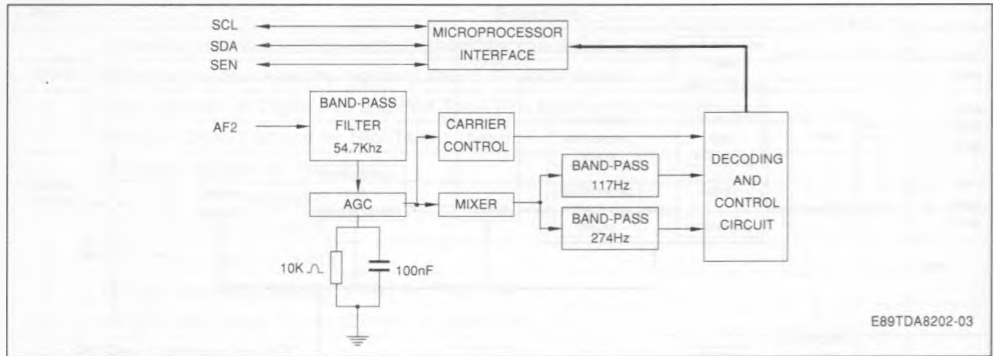 SCL
SDA
SEN
MICROPROCESSOR
INTERFACE
BAND-PASS
FILTER
54.7Khz
AF2
CARRIER
CONTROL
AGC
MIXER
BAND-PASS
117Hz
BAND-PASS
274Hz
DECODING
AND
CONTROL
CIRCUIT
10K
100nF
E89TDA8202-03